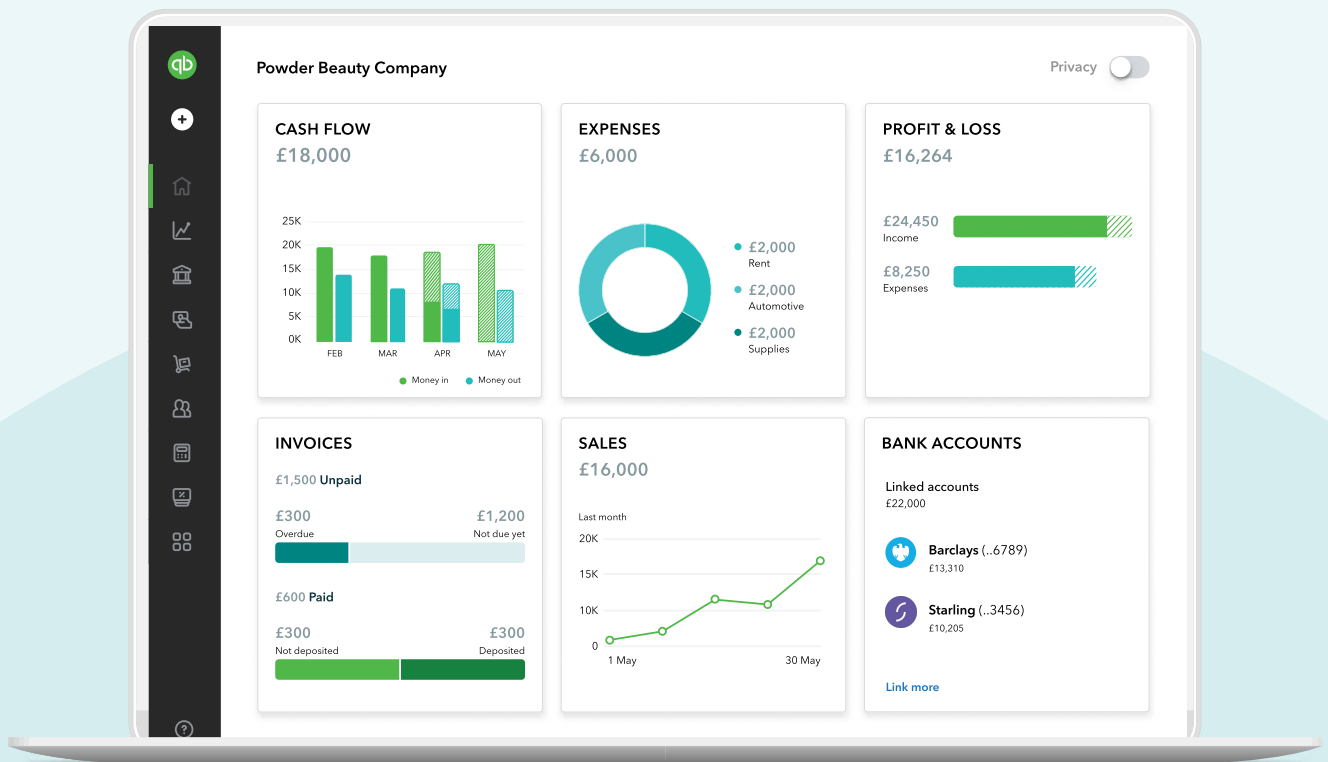 qb
Powder Beauty Company
Privacy
CASH FLOW
£18,000
25K
20K
15K
10K
5K
0K
FEB MAR APR MAY
Money in Money out
EXPENSES
£6,000
£2,000
Rent
£2,000
Automotive
£2,000
Supplies
PROFIT & LOSS
£16,264
£24,450
Income
£8,250
Expenses
INVOICES
£1,500 Unpaid
£300 £1,200
Overdue Not due yet
£600 Paid
£300 £300
Not deposited Deposited
SALES
£16,000
Last month
20K
15K
10K
0
1 May 30 May
BANK ACCOUNTS
Linked accounts
£22,000
Barclays (..6789)
£13,310
Starling (..3456)
£10,205
Link more
?